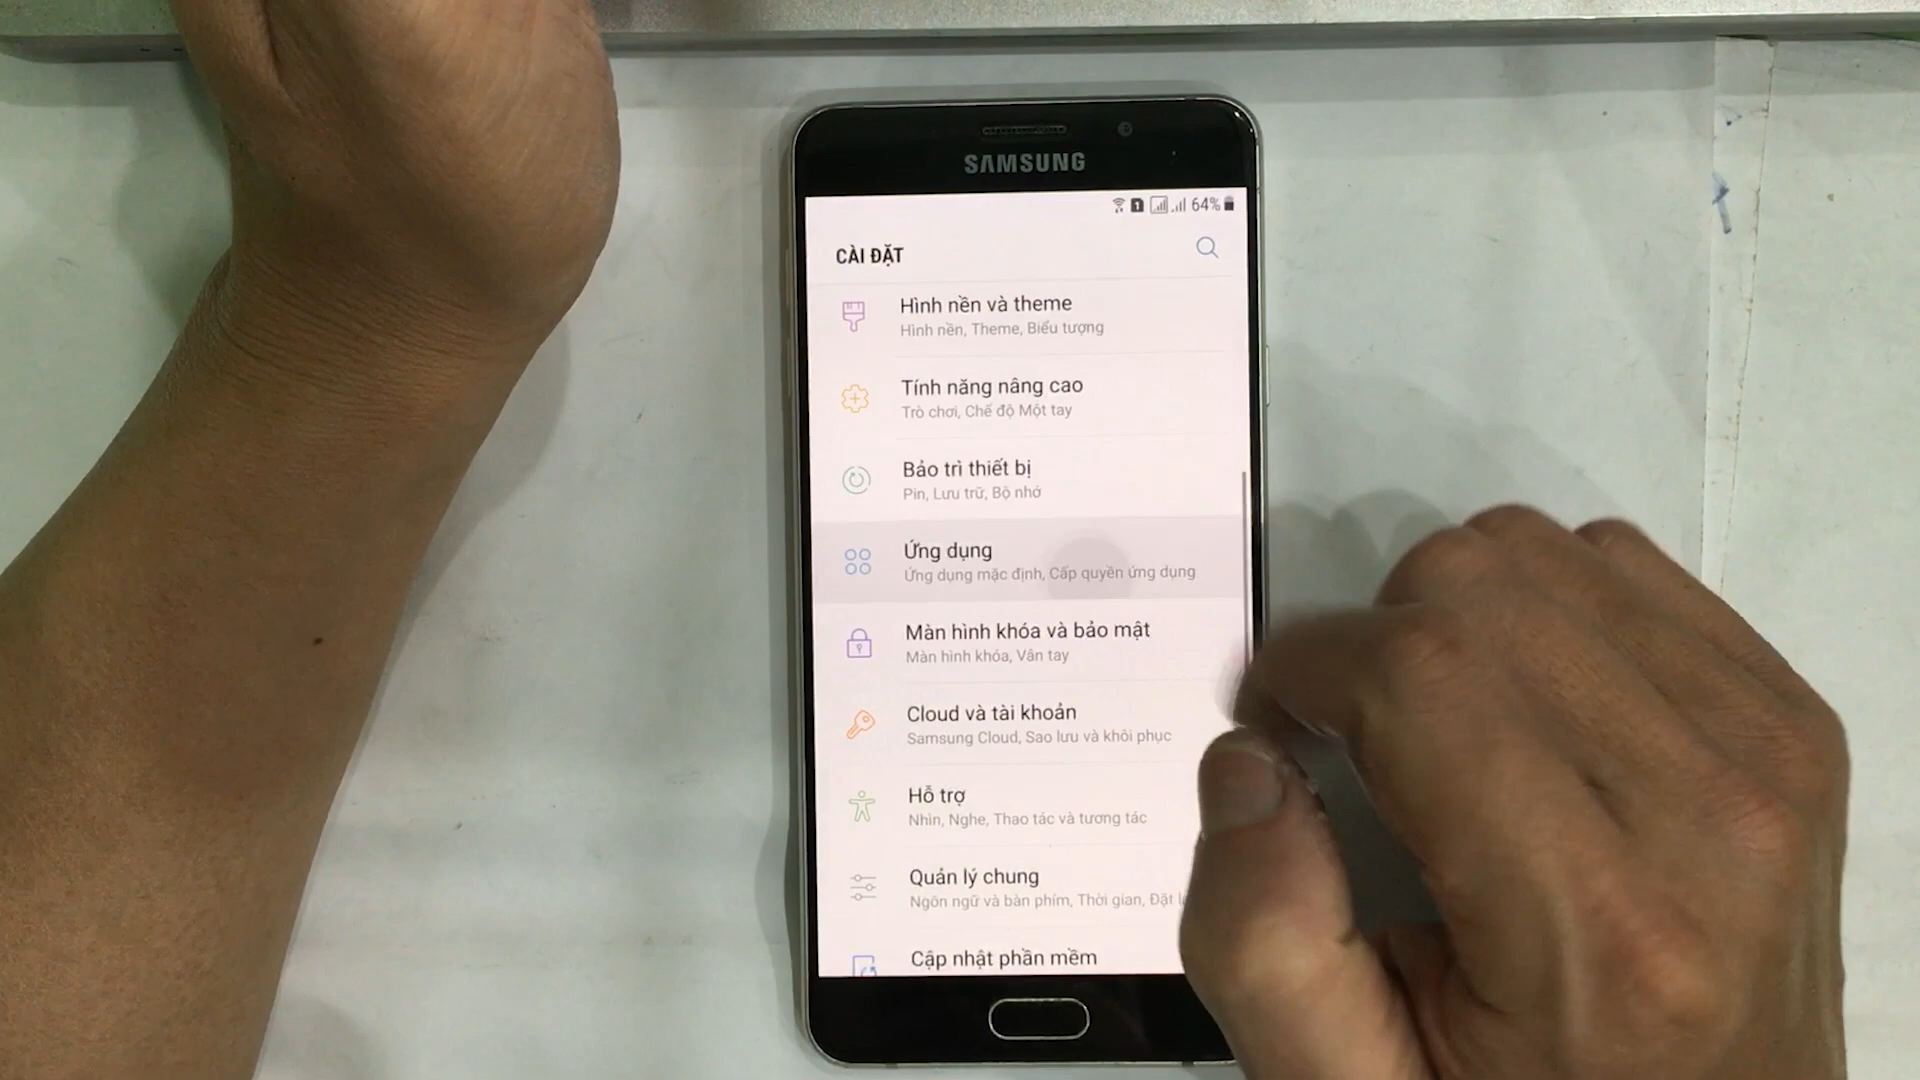 SAMSUNG
1 64%
CÀI ĐẶT
Hình nền và theme
Hình nền, Theme, Biểu tượng
Tính năng nâng cao
Trò chơi, Chế độ Một tay
Bảo trì thiết bị
Pin, Lưu trữ, Bộ nhớ
Ứng dụng
Ứng dụng mặc định, Cấp quyền ứng dụng
Màn hình khóa và bảo mật
Màn hình khóa, Vân tay
Cloud và tài khoản
Samsung Cloud, Sao lưu và khôi phục
Hỗ trợ
Nhìn, Nghe, Thao tác và tương tác
Quản lý chung
Ngôn ngữ và bàn phím, Thời gian, Đặt
Cập nhật phần mềm